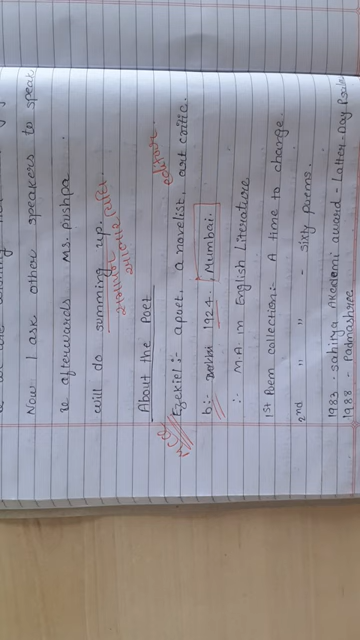 Now I ask other speakers to speak
& afterwords Ms. Pushpa.
will do summing up.
About the Poet
Ezekiel :- a poet, a novelist, art critic. editor.
b:- 1924. Mumbai.
∴ M.A. in English literature.
1st Poem collection:- A time to change.
2nd " " - sixty poems.
1983 - sahitya Akademi award - Latter-Day Psalms
1988 - Padmashree.